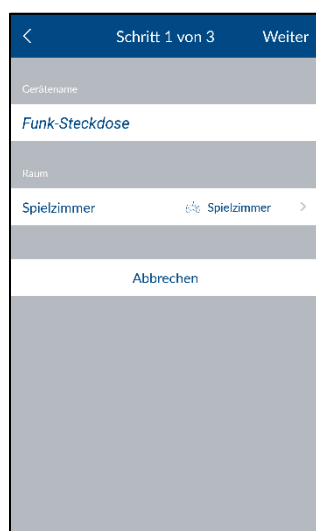 Schritt 1 von 3 Weiter
Gerätename
Funk-Steckdose
Raum
Spielzimmer Spielzimmer
Abbrechen